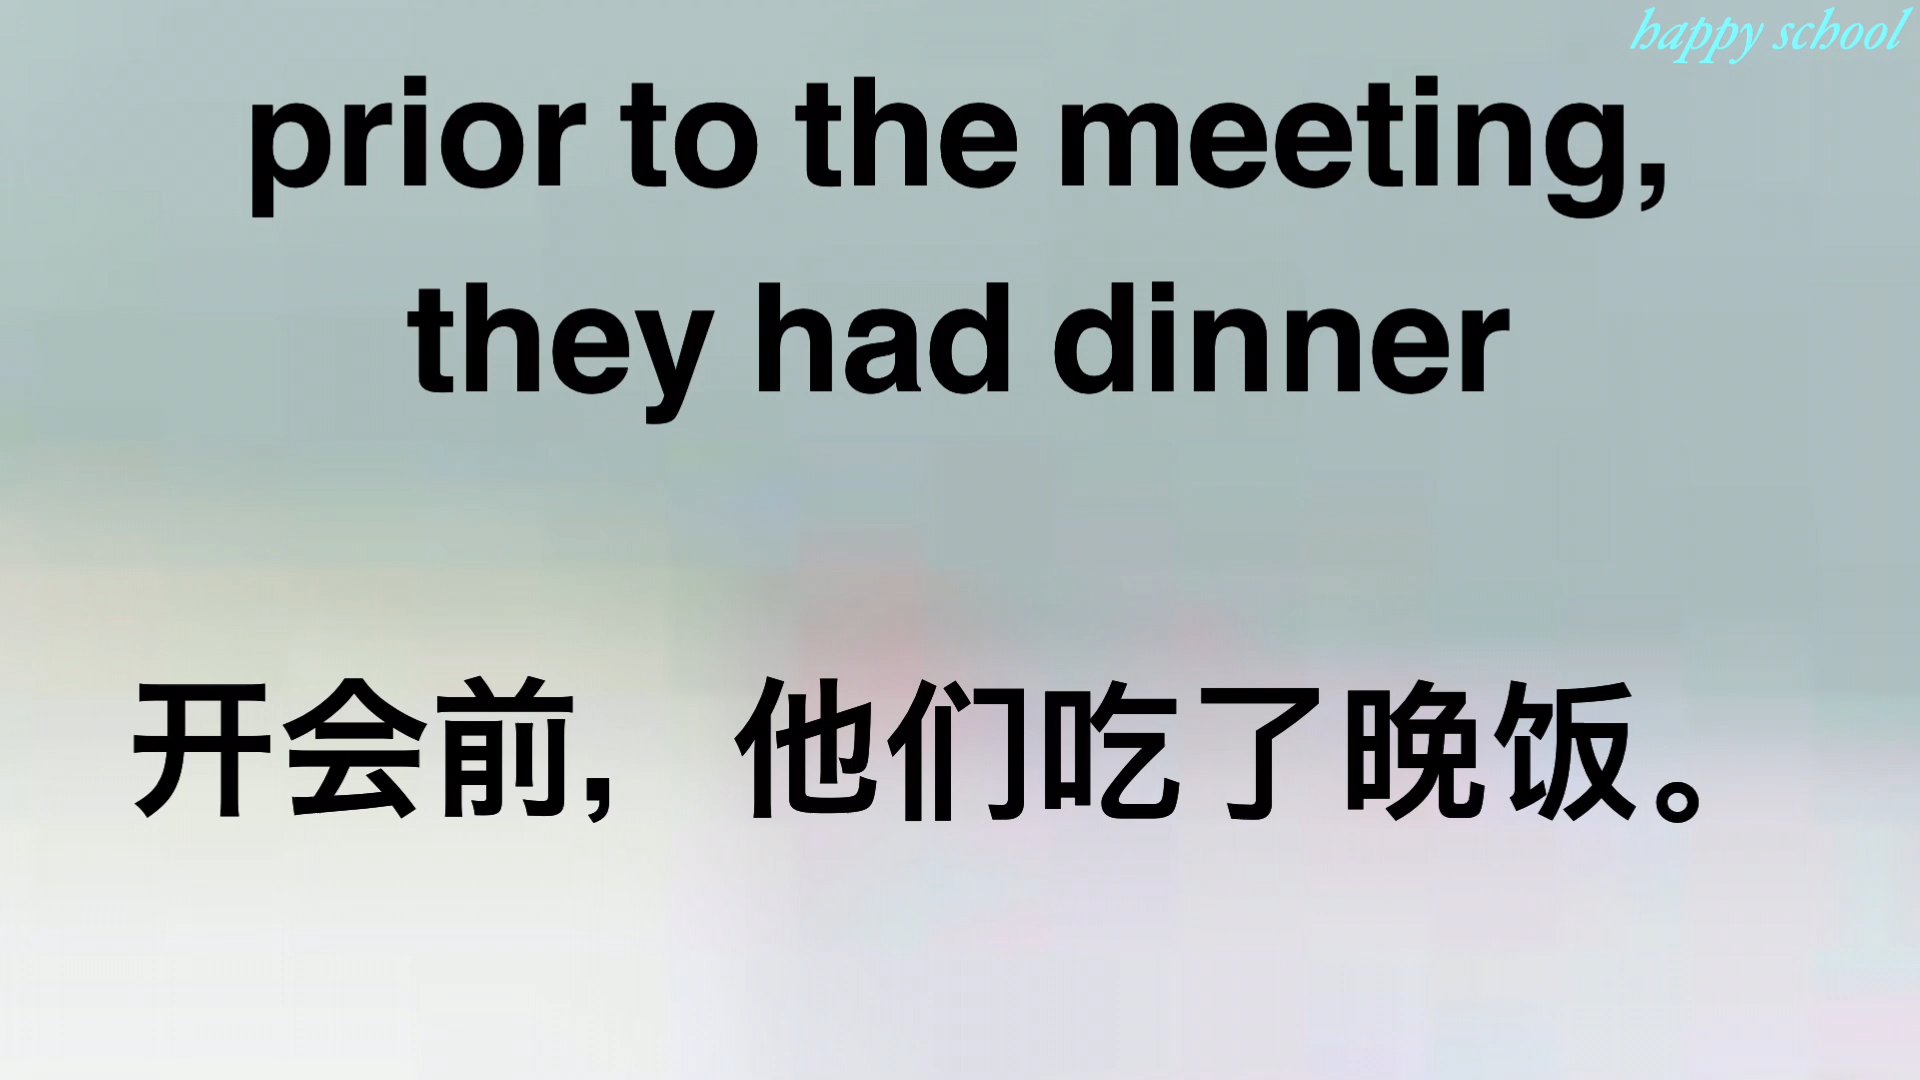 happy school
prior to the meeting,
they had dinner
开会前，他们吃了晚饭。